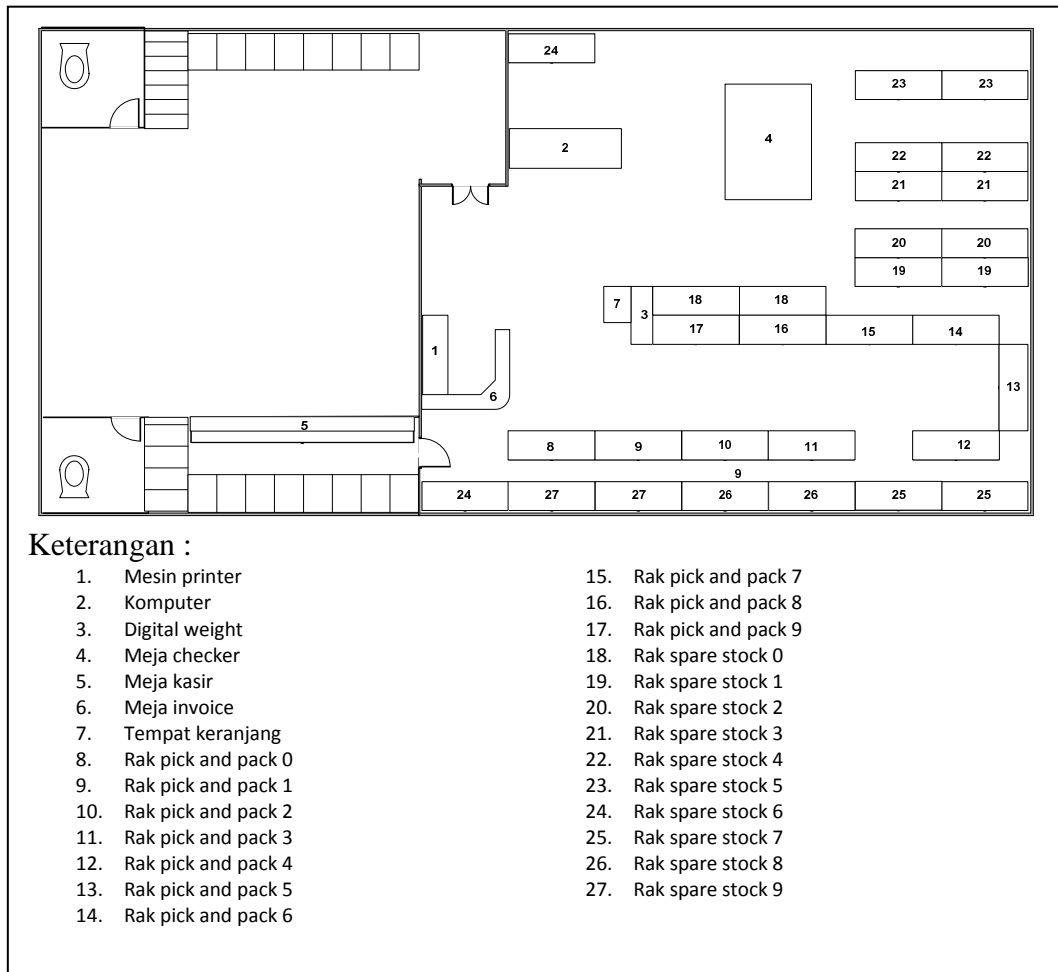 24
23 23
4
2
22 22
21 21
20 20
19 19
7 3 18 18
17 16 15 14
1
13
6
5
8 9 10 11 12
9
24 27 27 26 26 25 25
Keterangan :
1. Mesin printer
2. Komputer
3. Digital weight
4. Meja checker
5. Meja kasir
6. Meja invoice
7. Tempat keranjang
8. Rak pick and pack 0
9. Rak pick and pack 1
10. Rak pick and pack 2
11. Rak pick and pack 3
12. Rak pick and pack 4
13. Rak pick and pack 5
14. Rak pick and pack 6
15. Rak pick and pack 7
16. Rak pick and pack 8
17. Rak pick and pack 9
18. Rak spare stock 0
19. Rak spare stock 1
20. Rak spare stock 2
21. Rak spare stock 3
22. Rak spare stock 4
23. Rak spare stock 5
24. Rak spare stock 6
25. Rak spare stock 7
26. Rak spare stock 8
27. Rak spare stock 9